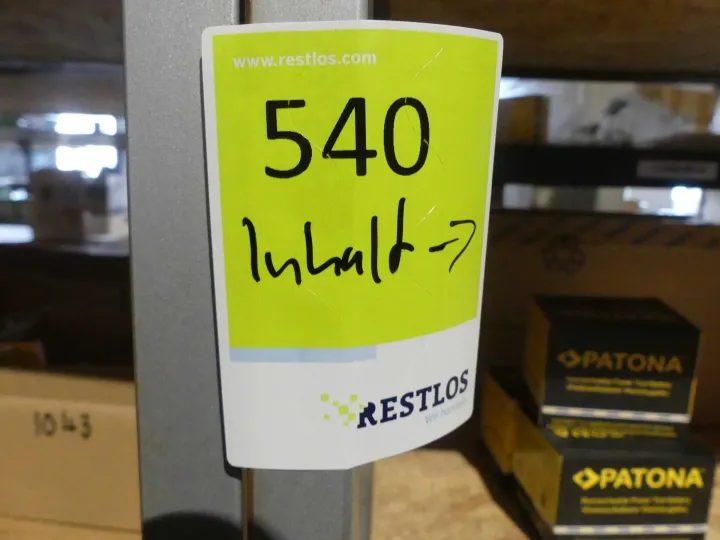 www.restlos.com
540
Inhalt →
RESTLOS
1043
PATONA
PATONA